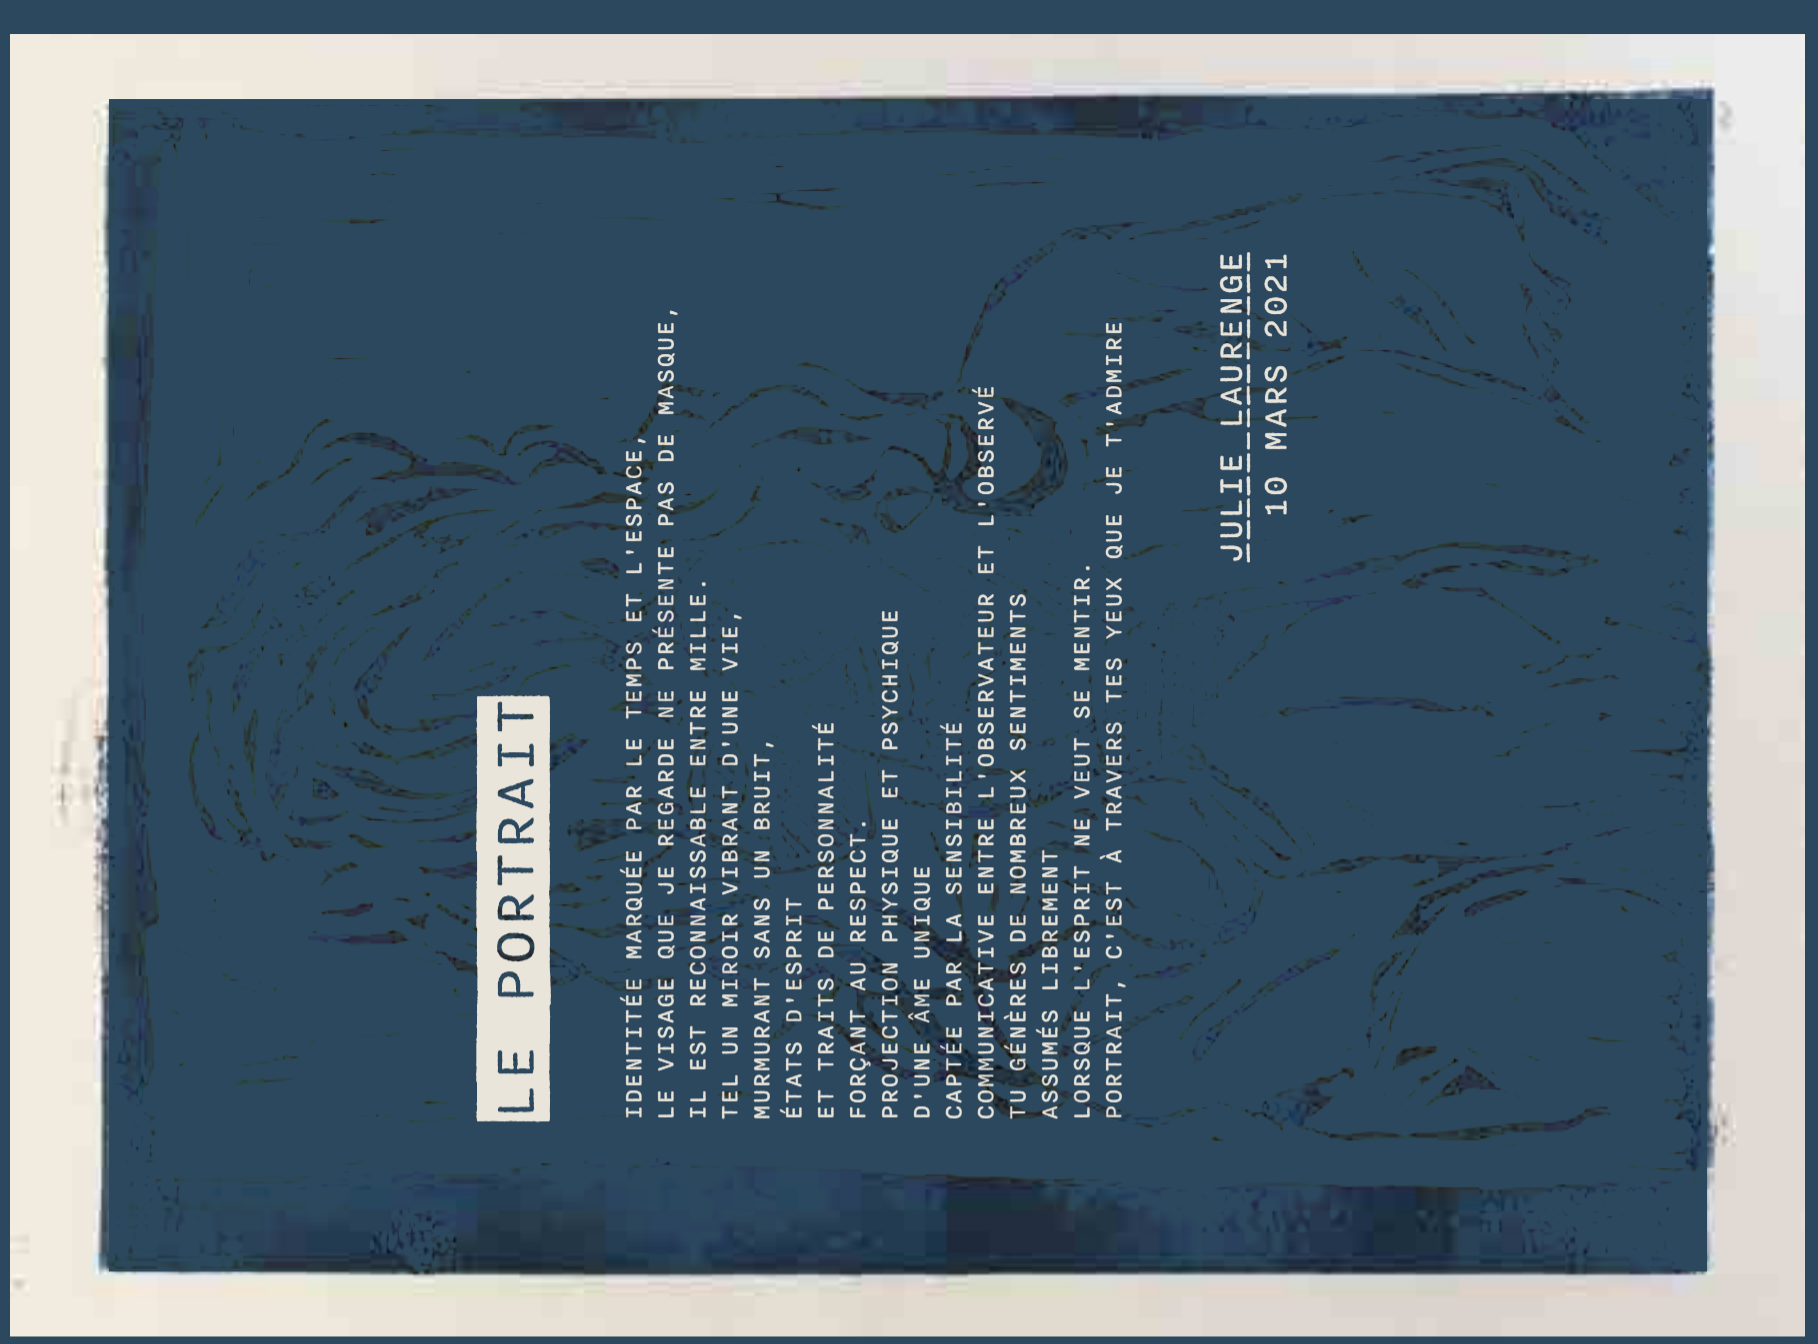 LE PORTRAIT
IDENTITÉE MARQUÉE PAR LE TEMPS ET L'ESPACE,
LE VISAGE QUE JE REGARDE NE PRÉSENTE PAS DE MASQUE,
IL EST RECONNAISSABLE ENTRE MILLE.
TEL UN MIROIR VIBRANT D'UNE VIE,
MURMURANT SANS UN BRUIT,
ÉTATS D'ESPRIT
ET TRAITS DE PERSONNALITÉ
FORÇANT AU RESPECT.
PROJECTION PHYSIQUE ET PSYCHIQUE
D'UNE ÂME UNIQUE
CAPTÉE PAR LA SENSIBILITÉ
COMMUNICATIVE ENTRE L'OBSERVATEUR ET L'OBSERVÉ
TU GÉNÈRES DE NOMBREUX SENTIMENTS
ASSUMÉS LIBREMENT
LORSQUE L'ESPRIT NE VEUT SE MENTIR.
PORTRAIT, C'EST À TRAVERS TES YEUX QUE JE T'ADMIRE
JULIE LAURENGE
10 MARS 2021